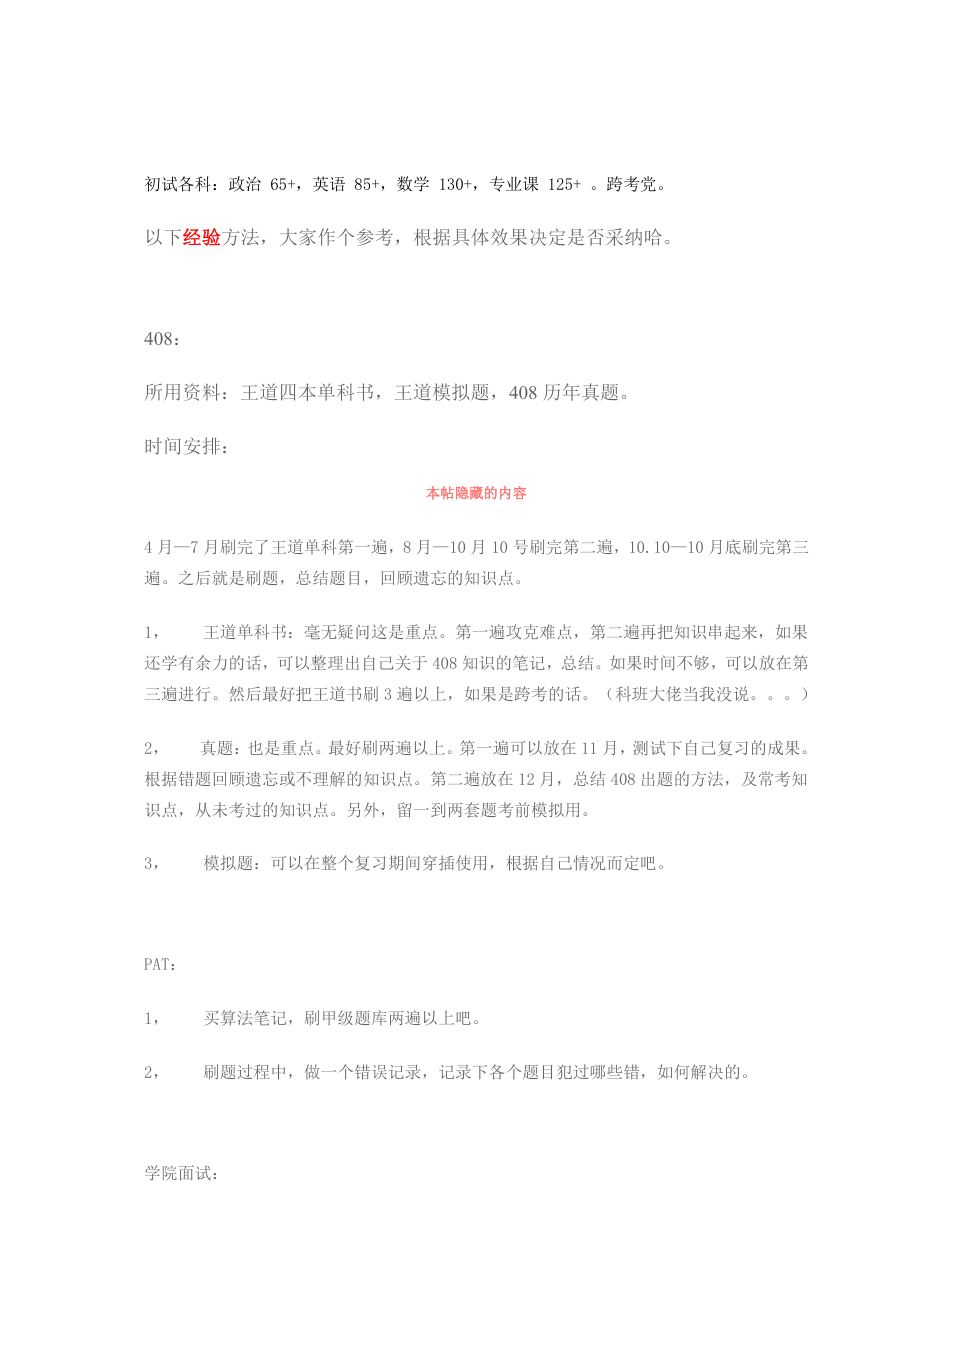 初试各科：政治 65+，英语 85+，数学 130+，专业课 125+ 。跨考党。
以下经验方法，大家作个参考，根据具体效果决定是否采纳哈。
408：
所用资料：王道四本单科书，王道模拟题，408 历年真题。
时间安排：
本帖隐藏的内容
4 月—7 月刷完了王道单科第一遍，8 月—10 月 10 号刷完第二遍，10.10—10 月底刷完第三
遍。之后就是刷题，总结题目，回顾遗忘的知识点。
1， 王道单科书：毫无疑问这是重点。第一遍攻克难点，第二遍再把知识串起来，如果
还学有余力的话，可以整理出自己关于 408 知识的笔记，总结。如果时间不够，可以放在第
三遍进行。然后最好把王道书刷 3 遍以上，如果是跨考的话。（科班大佬当我没说。。。）
2， 真题：也是重点。最好刷两遍以上。第一遍可以放在 11 月，测试下自己复习的成果。
根据错题回顾遗忘或不理解的知识点。第二遍放在 12 月，总结 408 出题的方法，及常考知
识点，从未考过的知识点。另外，留一到两套题考前模拟用。
3， 模拟题：可以在整个复习期间穿插使用，根据自己情况而定吧。
PAT：
1， 买算法笔记，刷甲级题库两遍以上吧。
2， 刷题过程中，做一个错误记录，记录下各个题目犯过哪些错，如何解决的。
学院面试：